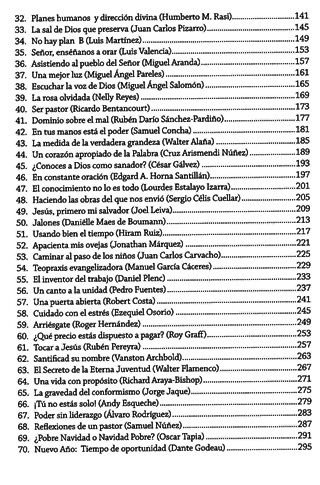 32. Planes humanos y dirección divina (Humberto M. Rasi)..............141
33. La sal de Dios que preserva (Juan Carlos Pizarro)..............145
34. No hay plan B (Luis Martínez)..............149
35. Señor, enséñanos a orar (Luis Valencia)..............153
36. Asistiendo al pueblo del Señor (Miguel Aranda)..............157
37. Una mejor luz (Miguel Ángel Pareles)..............161
38. Escuchar la voz de Dios (Miguel Ángel Salomón)..............165
39. La rosa olvidada (Nelly Reyes)..............169
40. Ser pastor (Ricardo Bentancourt)..............173
41. Dominio sobre el mal (Rubén Darío Sánchez-Pardiño)..............177
42. En tus manos está el poder (Samuel Concha)..............181
43. La medida de la verdadera grandeza (Walter Alaña)..............185
44. Un corazón apropiado de la Palabra (Cruz Arismendi Núñez)..............189
45. ¿Conoces a Dios como sanador? (César Gálvez)..............193
46. En constante oración (Edgard A. Horna Santillán)..............197
47. El conocimiento no lo es todo (Lourdes Estalayo Izarra)..............201
48. Haciendo las obras del que nos envió (Sergio Célis Cuellar)..............205
49. Jesús, primero mi salvador (Joel Leiva)..............209
50. Jalones (Daniëlle Maes de Boumann)..............213
51. Usando bien el tiempo (Hiram Ruiz)..............217
52. Apacienta mis ovejas (Jonathan Márquez)..............221
53. Caminar al paso de los niños (Juan Carlos Carvacho)..............225
54. Teopraxis evangelizadora (Manuel García Cáceres)..............229
55. El inventor del trabajo (Daniel Plenc)..............233
56. Un canto a la unidad (Pedro Fuentes)..............237
57. Una puerta abierta (Robert Costa)..............241
58. Cuidado con el estrés (Ezequiel Osorio)..............245
59. Arriésgate (Roger Hernández)..............249
60. ¿Qué precio estás dispuesto a pagar? (Roy Graff)..............253
61. Tocar a Jesús (Rubén Pereyra)..............257
62. Santificad su nombre (Vanston Archbold)..............263
63. El Secreto de la Eterna Juventud (Walter Flamenco)..............267
64. Una vida con propósito (Richard Araya-Bishop)..............271
65. La gravedad del conformismo (Jorge Jaque)..............275
66. ¡Tú no estás solo! (Andy Esqueche)..............279
67. Poder sin liderazgo (Álvaro Rodríguez)..............283
68. Reflexiones de un pastor (Samuel Núñez)..............287
69. ¿Pobre Navidad o Navidad Pobre? (Oscar Tapia)..............291
70. Nuevo Año: Tiempo de oportunidad (Dante Godeau)..............295